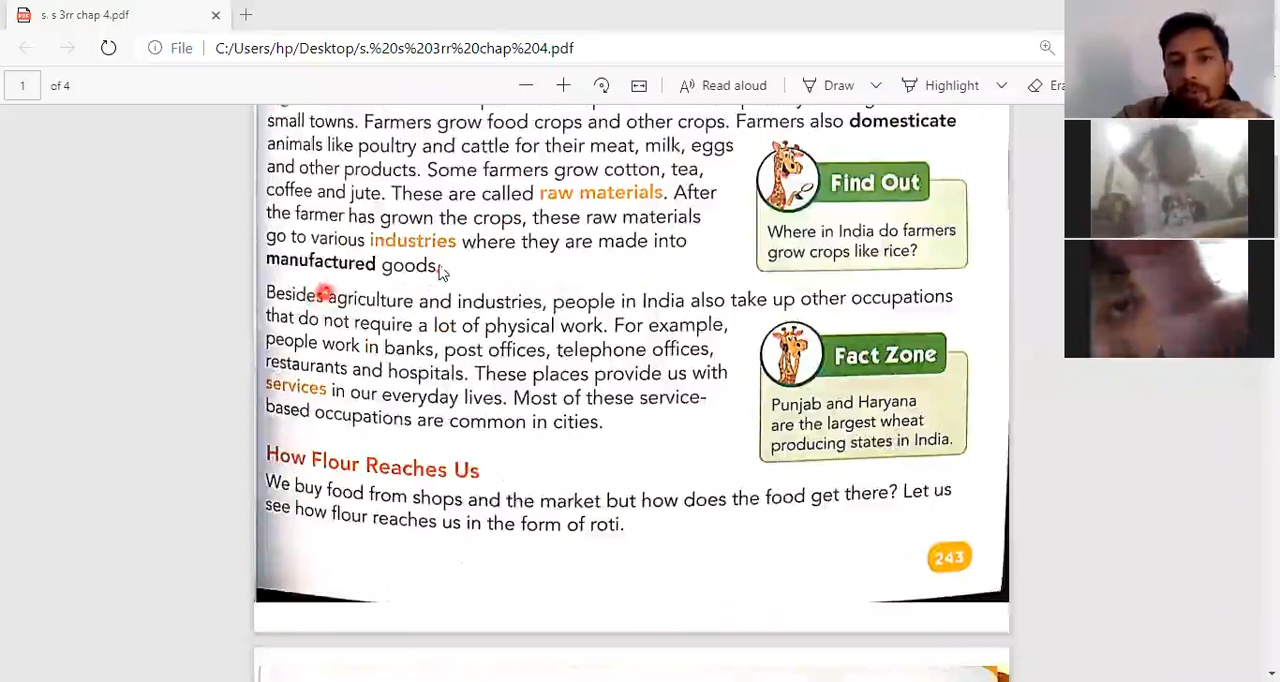 s. s 3rr chap 4.pdf
File
C:/Users/hp/Desktop/s.%20s%203rr%20chap%204.pdf
1
of 4
Read aloud
Draw
Highlight
small towns. Farmers grow food crops and other crops. Farmers also domesticate
animals like poultry and cattle for their meat, milk, eggs
and other products. Some farmers grow cotton, tea,
coffee and jute. These are called raw materials. After
the farmer has grown the crops, these raw materials
go to various industries where they are made into
manufactured goods.
Find Out
Where in India do farmers
grow crops like rice?
Besides agriculture and industries, people in India also take up other occupations
that do not require a lot of physical work. For example,
people work in banks, post offices, telephone offices,
restaurants and hospitals. These places provide us with
services in our everyday lives. Most of these service-
based occupations are common in cities.
Fact Zone
Punjab and Haryana
are the largest wheat
producing states in India.
How Flour Reaches Us
We buy food from shops and the market but how does the food get there? Let us
see how flour reaches us in the form of roti.
243